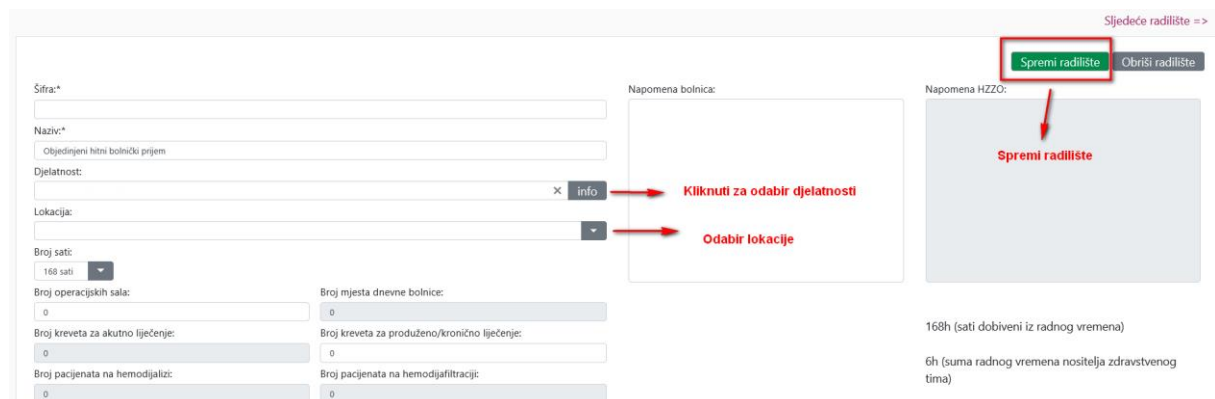 Sljedeće radilište =>
Spremi radilište
Obriši radilište
Šifra:*
Napomena bolnica:
Napomena HZZO:
Naziv:*
Objedinjeni hitni bolnički prijem
Spremi radilište
Djelatnost:
× info
Kliknuti za odabir djelatnosti
Lokacija:
Odabir lokacije
Broj sati:
168 sati
Broj operacijskih sala:
Broj mjesta dnevne bolnice:
0
0
Broj kreveta za akutno liječenje:
Broj kreveta za produženo/kronično liječenje:
0
0
Broj pacijenata na hemodijalizi:
Broj pacijenata na hemodijafiltraciji:
0
0
168h (sati dobiveni iz radnog vremena)
6h (suma radnog vremena nositelja zdravstvenog
tima)